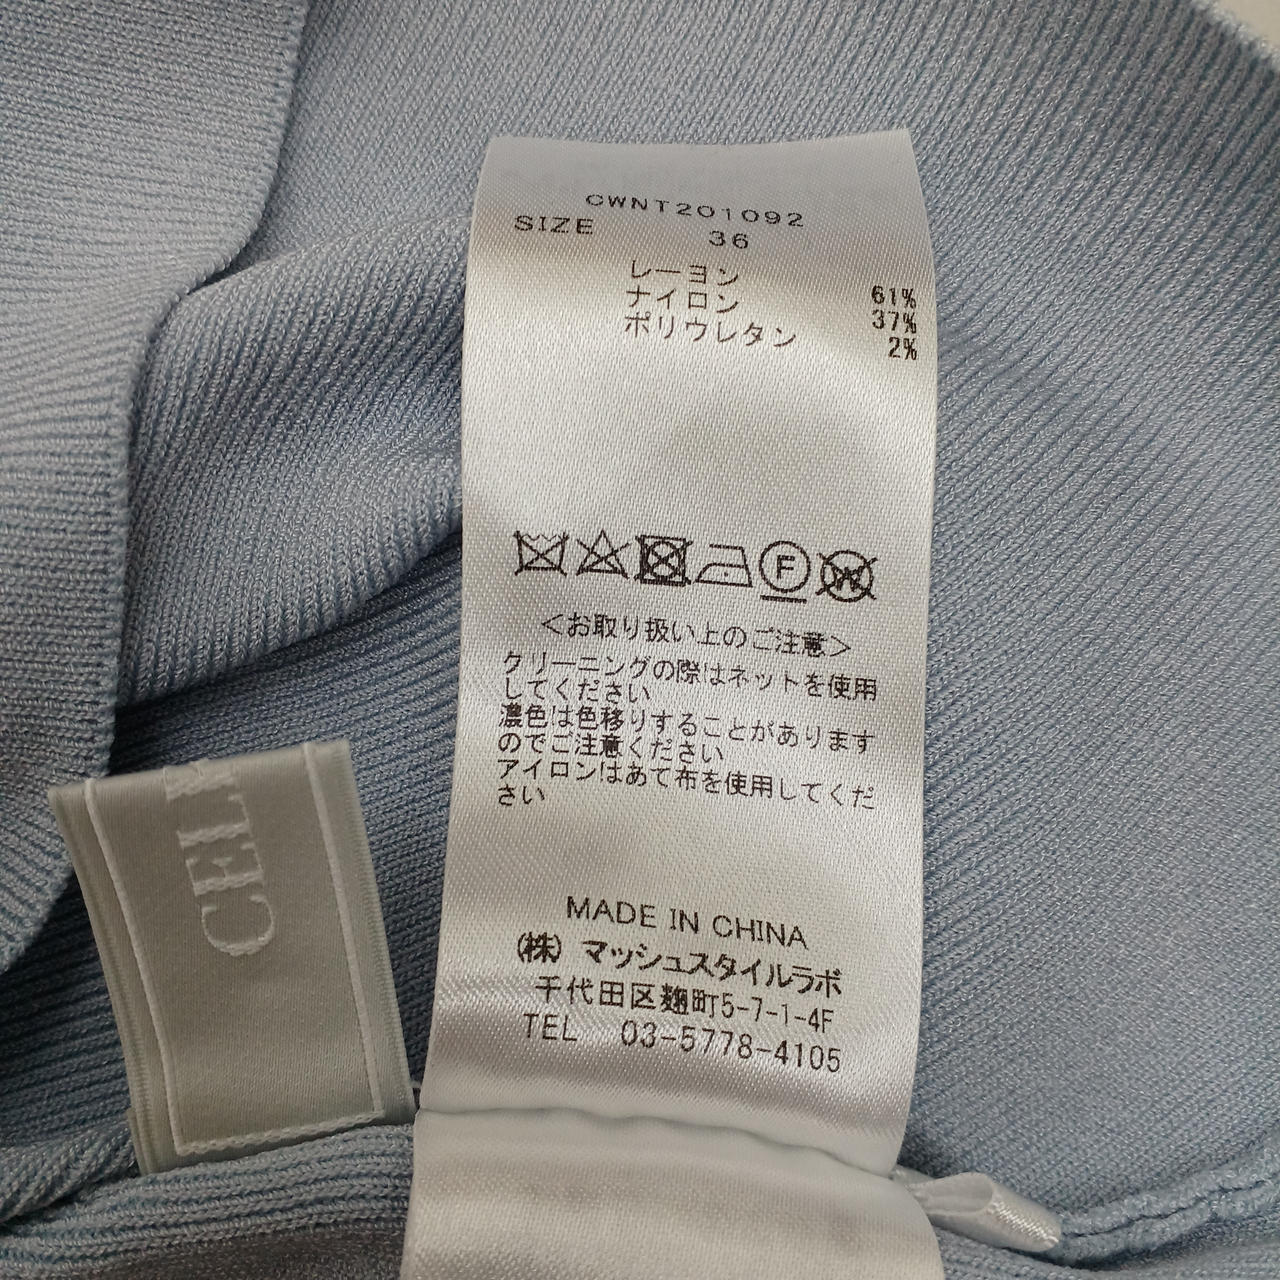 CWNT201092
SIZE 36
レーヨン 61%
ナイロン 37%
ポリウレタン 2%
F
W
<お取り扱い上のご注意>
クリーニングの際はネットを使用
してください
濃色は色移りすることがあります
のでご注意ください
アイロンはあて布を使用してくだ
さい
MADE IN CHINA
(株) マッシュスタイルラボ
千代田区麹町5-7-1-4F
TEL 03-5778-4105